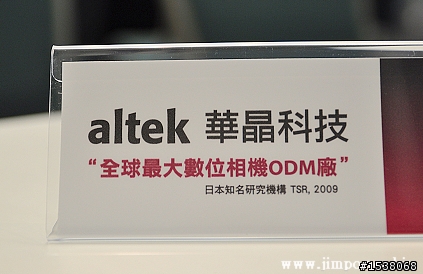 altek 華晶科技
“全球最大數位相機ODM廠”
日本知名研究機構 TSR, 2009
#1538068